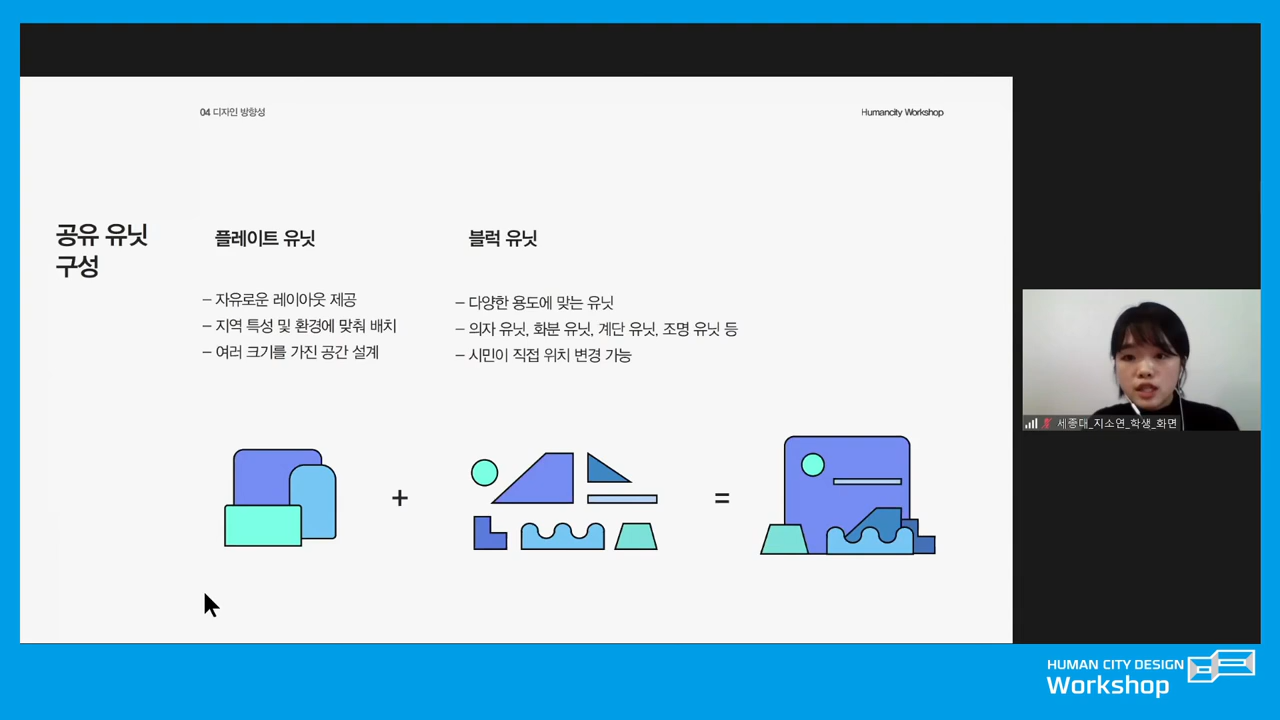 04 디자인 방향성
Humancity Workshop
공유 유닛
구성
플레이트 유닛
– 자유로운 레이아웃 제공
– 지역 특성 및 환경에 맞춰 배치
– 여러 크기를 가진 공간 설계
블럭 유닛
– 다양한 용도에 맞는 유닛
– 의자 유닛, 화분 유닛, 계단 유닛, 조명 유닛 등
– 시민이 직접 위치 변경 가능
+
=
세종대_지소연_학생_화면
HUMAN CITY DESIGN
Workshop